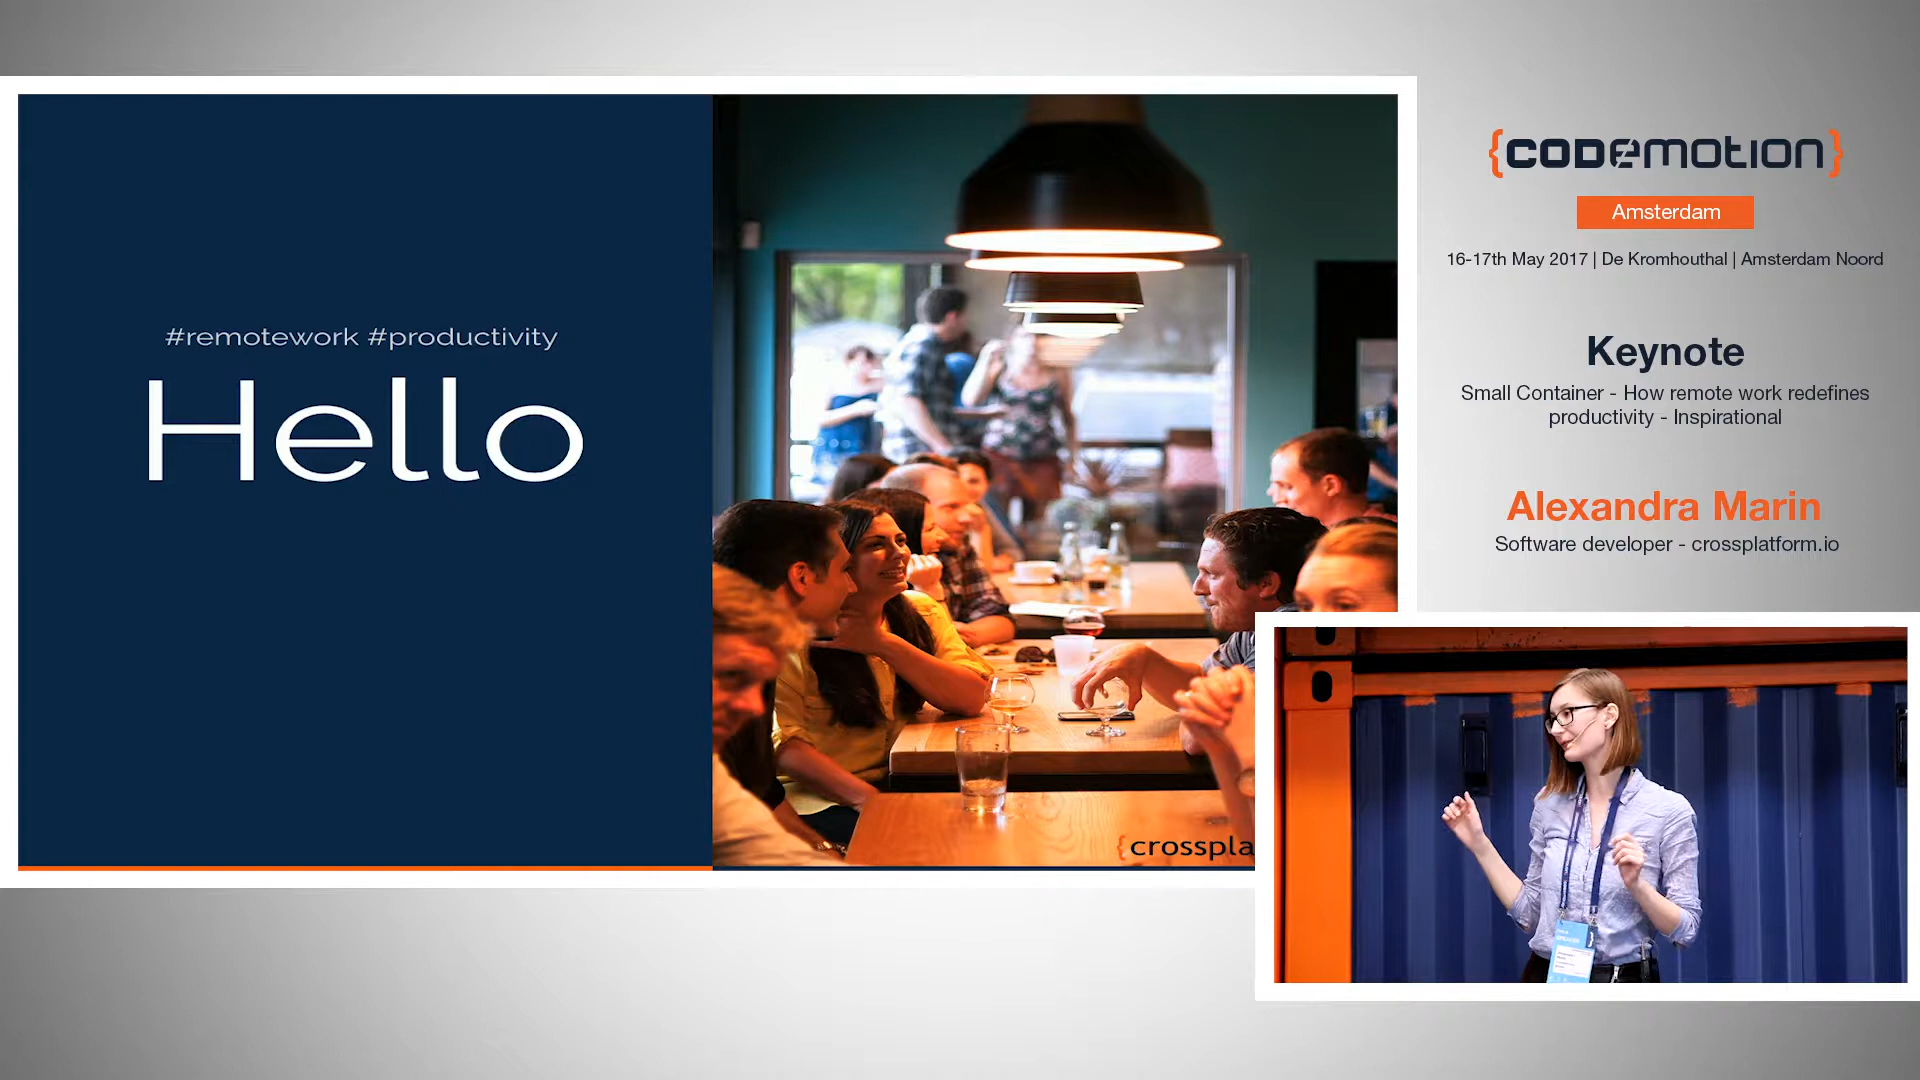 #remotework #productivity
Hello
{crosspla
{CODEMOTION}
Amsterdam
16-17th May 2017 | De Kromhouthal | Amsterdam Noord
Keynote
Small Container - How remote work redefines
productivity - Inspirational
Alexandra Marin
Software developer - crossplatform.io